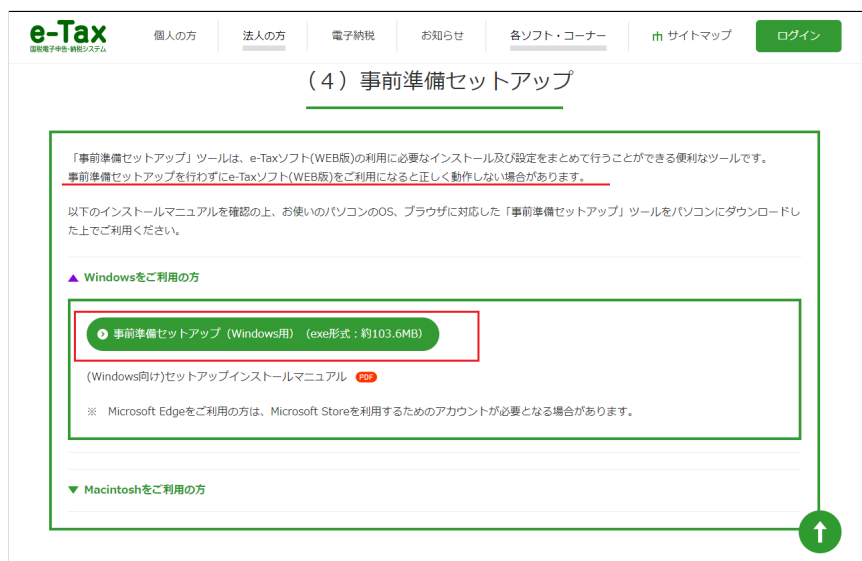 e-Tax
国税電子申告・納税システム
個人の方
法人の方
電子納税
お知らせ
各ソフト・コーナー
サイトマップ
ログイン
（4）事前準備セットアップ
「事前準備セットアップ」ツールは、e-Taxソフト(WEB版)の利用に必要なインストール及び設定をまとめて行うことができる便利なツールです。
事前準備セットアップを行わずにe-Taxソフト(WEB版)をご利用になると正しく動作しない場合があります。
以下のインストールマニュアルを確認の上、お使いのパソコンのOS、ブラウザに対応した「事前準備セットアップ」ツールをパソコンにダウンロードし
た上でご利用ください。
▲ Windowsをご利用の方
事前準備セットアップ（Windows用）（exe形式：約103.6MB）
(Windows向け)セットアップインストールマニュアル PDF
※ Microsoft Edgeをご利用の方は、Microsoft Storeを利用するためのアカウントが必要となる場合があります。
▼ Macintoshをご利用の方